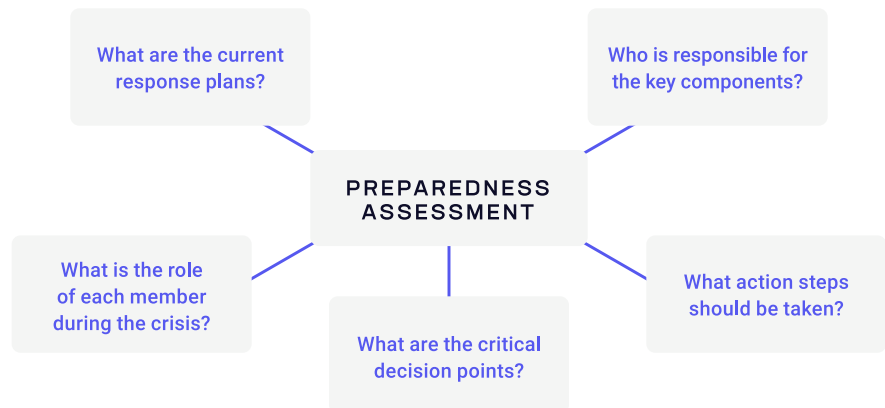 What are the current
response plans?
Who is responsible for
the key components?
PREPAREDNESS
ASSESSMENT
What is the role
of each member
during the crisis?
What action steps
should be taken?
What are the critical
decision points?